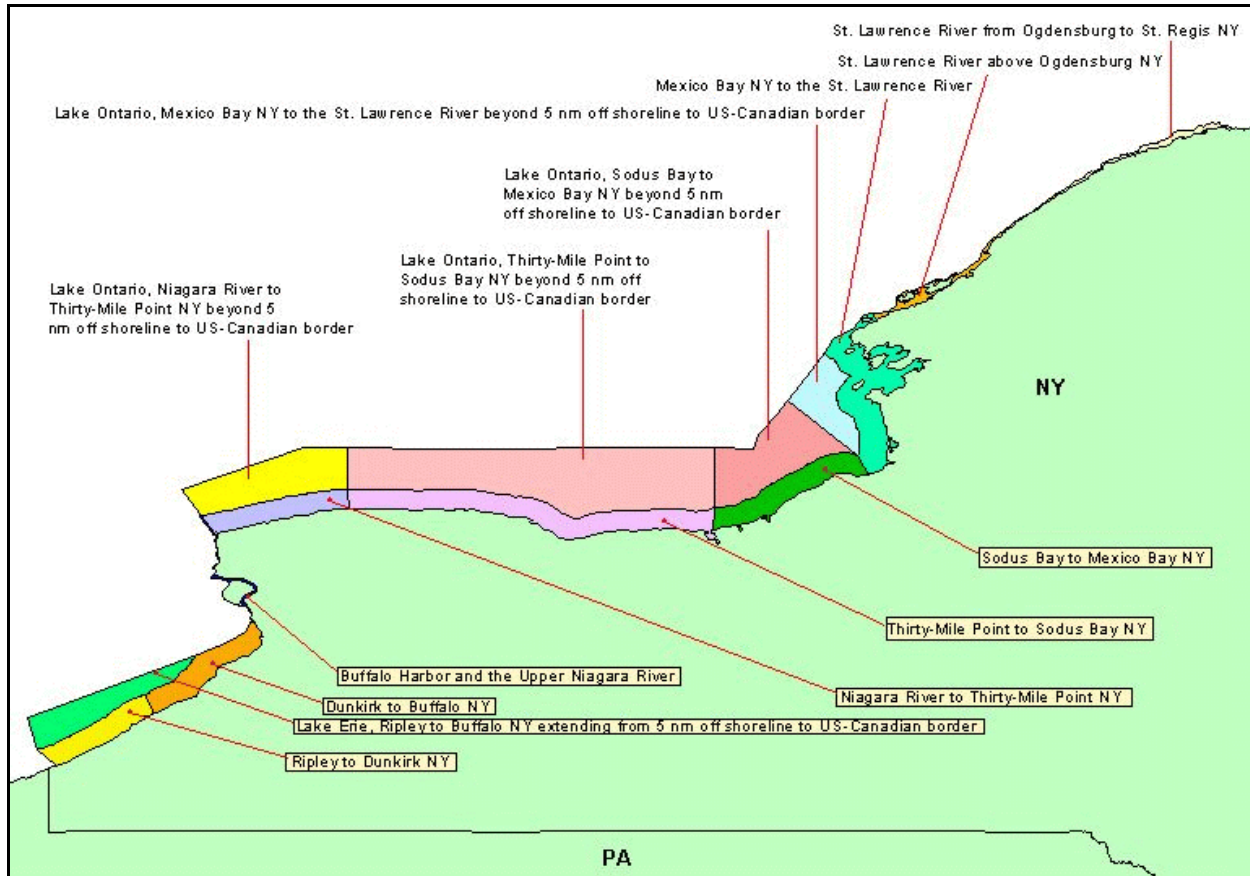 St. Lawrence River from Ogdensburg to St. Regis NY
St. Lawrence River above Ogdensburg NY
Mexico Bay NY to the St. Lawrence River
Lake Ontario, Mexico Bay NY to the St. Lawrence River beyond 5 nm off shoreline to US-Canadian border
Lake Ontario, Sodus Bay to
Mexico Bay NY beyond 5 nm
off shoreline to US-Canadian border
Lake Ontario, Thirty-Mile Point to
Sodus Bay NY beyond 5 nm off
shoreline to US-Canadian border
Lake Ontario, Niagara River to
Thirty-Mile Point NY beyond 5
nm off shoreline to US-Canadian border
NY
Sodus Bay to Mexico Bay NY
Thirty-Mile Point to Sodus Bay NY
Buffalo Harbor and the Upper Niagara River
Niagara River to Thirty-Mile Point NY
Dunkirk to Buffalo NY
Lake Erie, Ripley to Buffalo NY extending from 5 nm off shoreline to US-Canadian border
Ripley to Dunkirk NY
PA